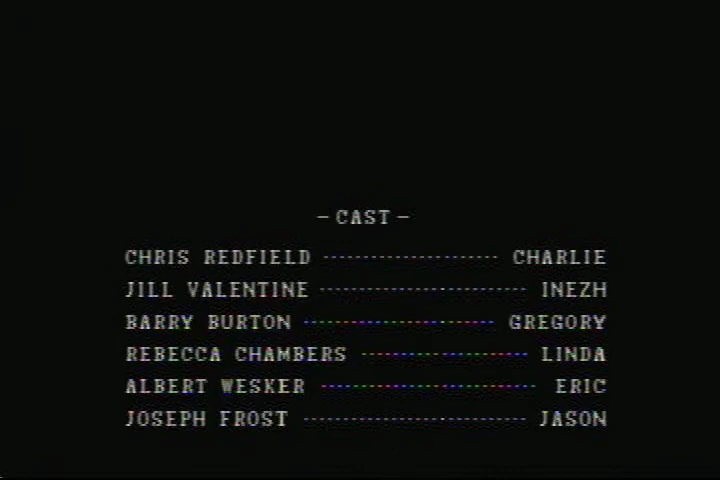 -CAST-
CHRIS REDFIELD ---------------------- CHARLIE
JILL VALENTINE -------------------------- INEZH
BARRY BURTON ------------------------ GREGORY
REBECCA CHAMBERS --------------------- LINDA
ALBERT WESKER --------------------------- ERIC
JOSEPH FROST ---------------------------- JASON